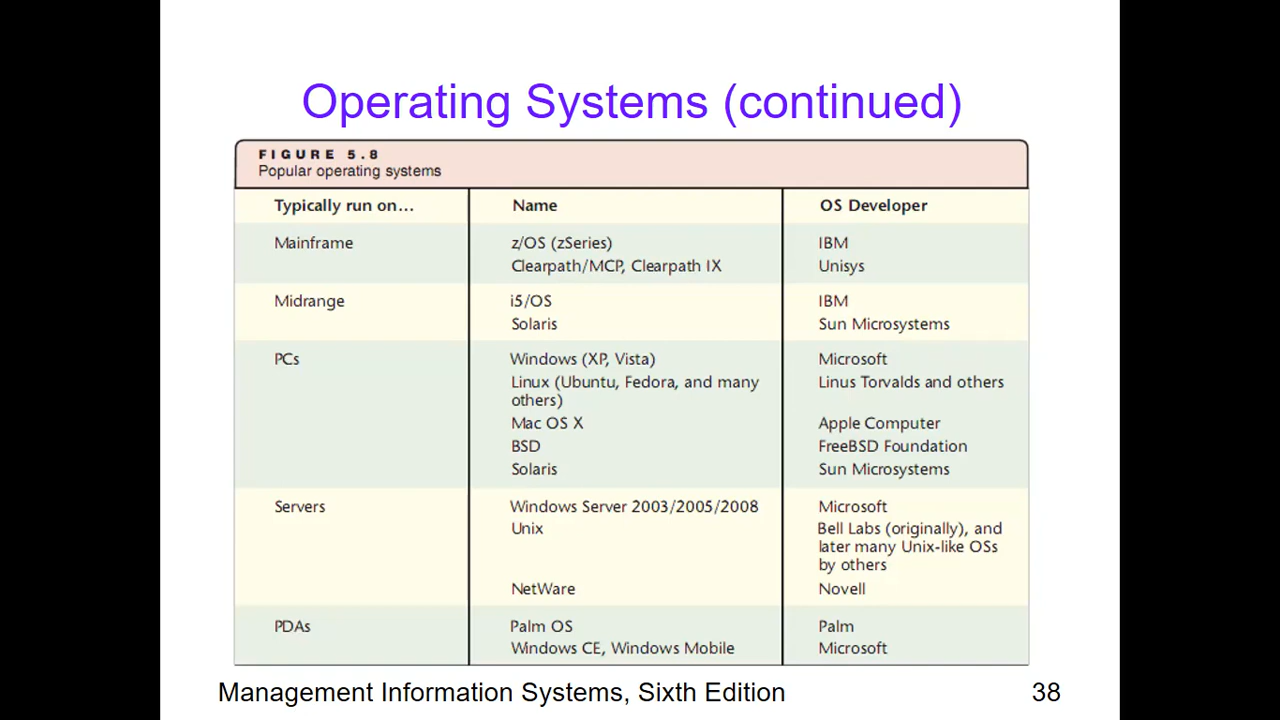 Operating Systems (continued)
FIGURE 5.8
Popular operating systems
Typically run on… Name OS Developer
Mainframe z/OS (zSeries) IBM
Clearpath/MCP, Clearpath IX Unisys
Midrange i5/OS IBM
Solaris Sun Microsystems
PCs Windows (XP, Vista) Microsoft
Linux (Ubuntu, Fedora, and many Linus Torvalds and others
others)
Mac OS X Apple Computer
BSD FreeBSD Foundation
Solaris Sun Microsystems
Servers Windows Server 2003/2005/2008 Microsoft
Unix Bell Labs (originally), and
later many Unix-like OSs
by others
NetWare Novell
PDAs Palm OS Palm
Windows CE, Windows Mobile Microsoft
Management Information Systems, Sixth Edition 38